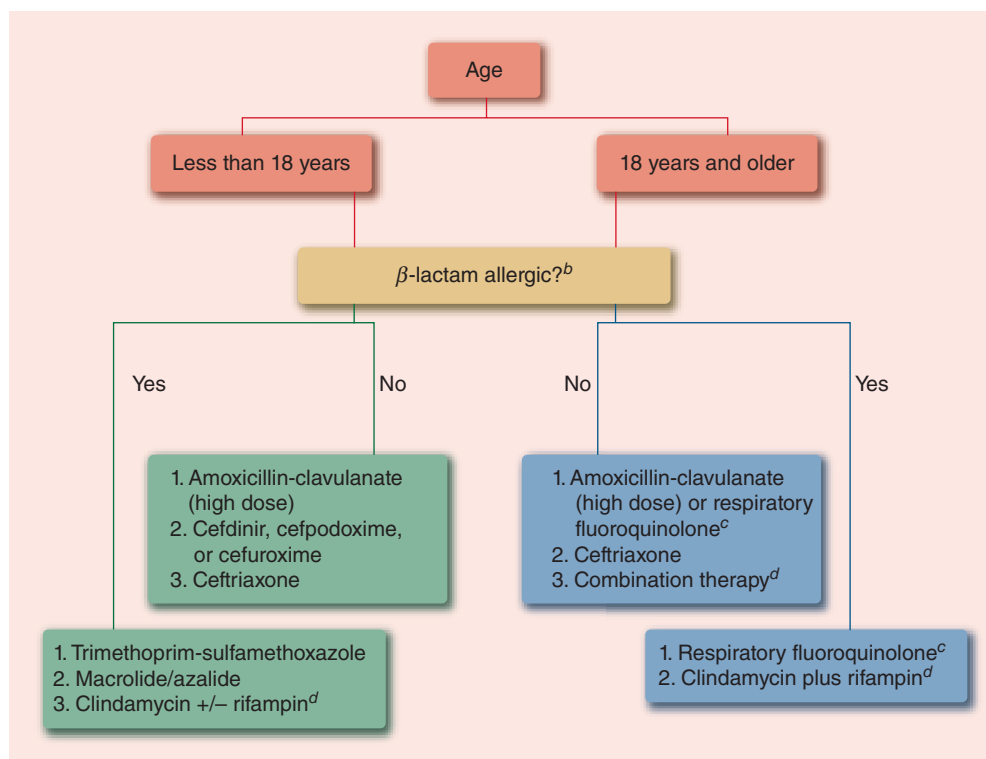 Age
Less than 18 years
18 years and older
β-lactam allergic?b
Yes
No
No
Yes
1. Amoxicillin-clavulanate
(high dose)
2. Cefdinir, cefpodoxime,
or cefuroxime
3. Ceftriaxone
1. Amoxicillin-clavulanate
(high dose) or respiratory
fluoroquinolonec
2. Ceftriaxone
3. Combination therapyd
1. Trimethoprim-sulfamethoxazole
2. Macrolide/azalide
3. Clindamycin +/– rifampind
1. Respiratory fluoroquinolonec
2. Clindamycin plus rifampind